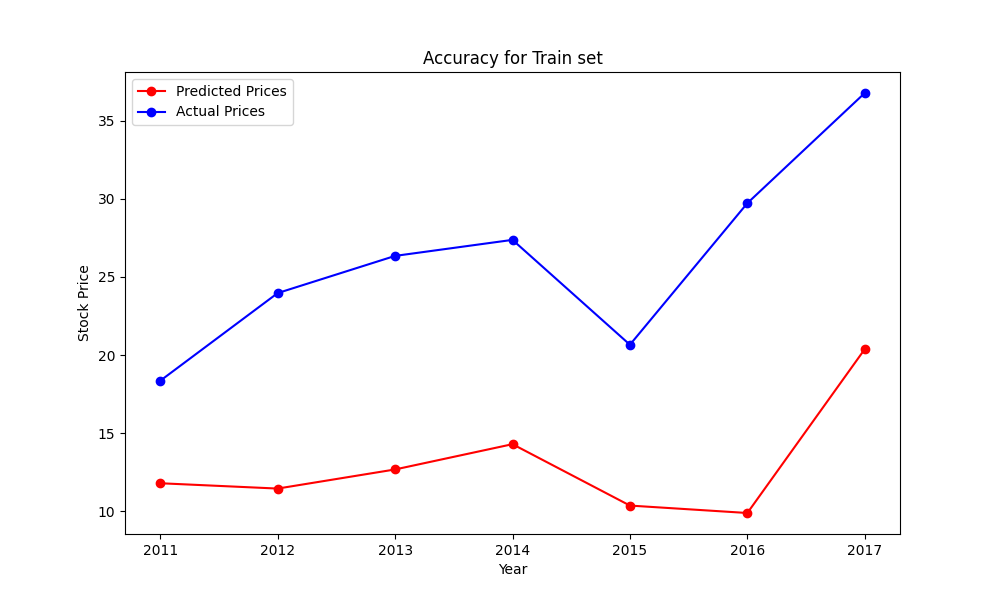 Accuracy for Train set
Predicted Prices
Actual Prices
35
30
25
20
15
10
Stock Price
2011 2012 2013 2014 2015 2016 2017
Year